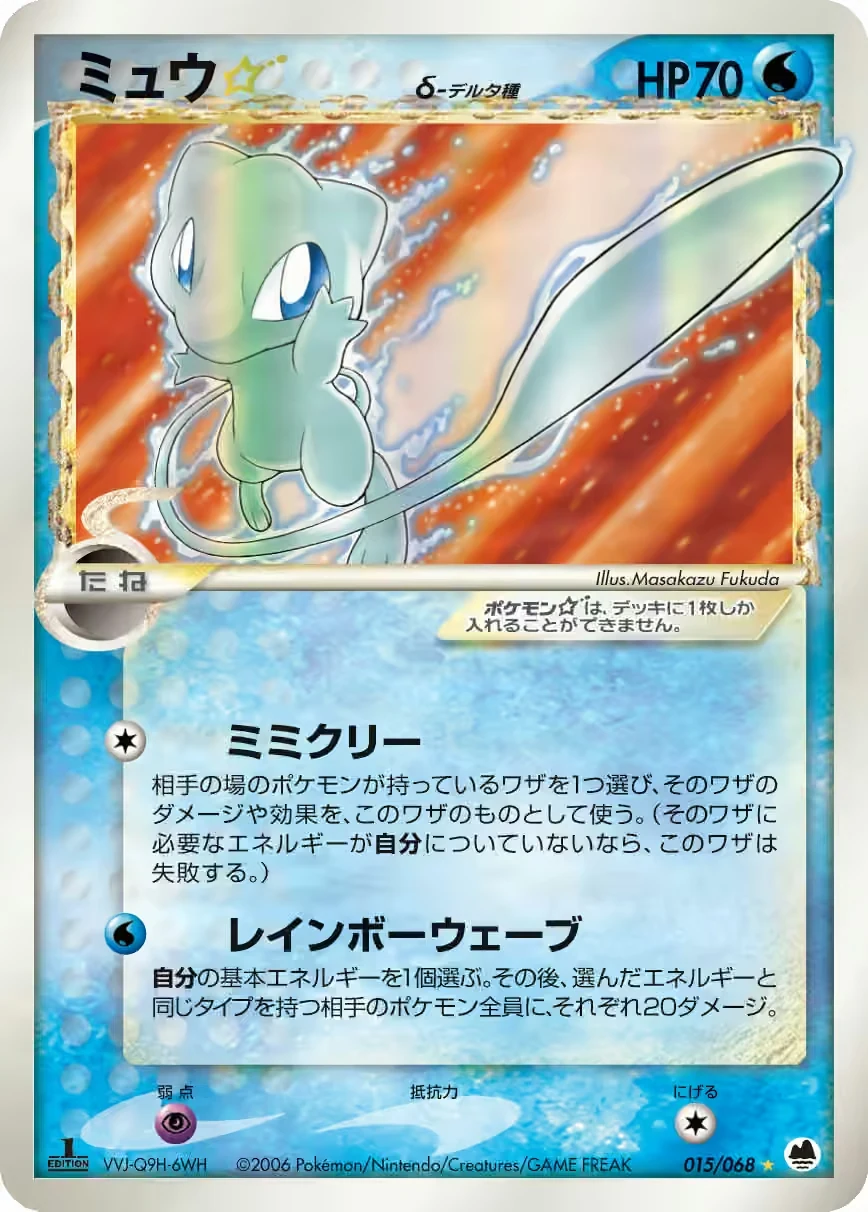 ミュウ☆ δ-デルタ種 HP70
たね
Illus.Masakazu Fukuda
ポケモン☆は、デッキに1枚しか
入れることができません。
ミミクリー
相手の場のポケモンが持っているワザを1つ選び、そのワザの
ダメージや効果を、このワザのものとして使う。（そのワザに
必要なエネルギーが自分についていないなら、このワザは
失敗する。）
レインボーウェーブ
自分の基本エネルギーを1個選ぶ。その後、選んだエネルギーと
同じタイプを持つ相手のポケモン全員に、それぞれ20ダメージ。
弱点 抵抗力 にげる
1 EDITION VVJ-Q9H-6WH ©2006 Pokémon/Nintendo/Creatures/GAME FREAK 015/068 ★